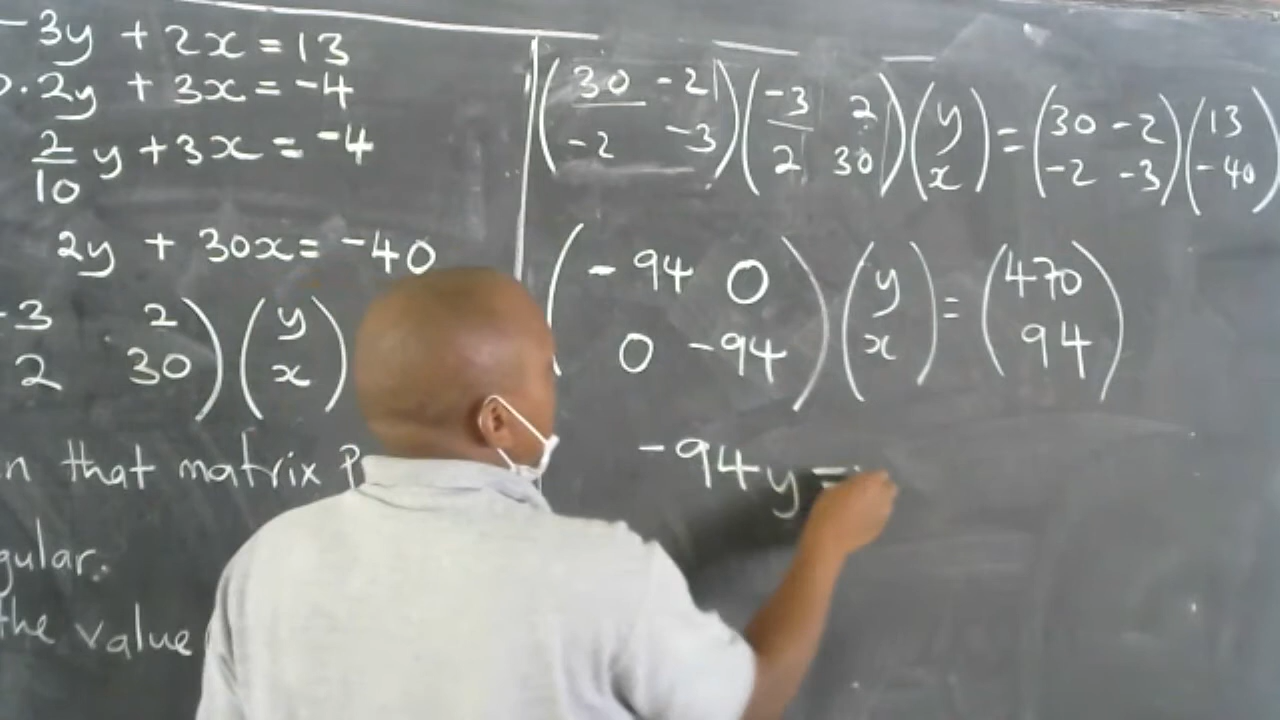 -3y + 2x = 13
0.2y + 3x = -4
2/10 y + 3x = -4
2y + 30x = -40
(-3 2; 2 30)(y; x)
n that matrix P
gular.
the value
(30 -2; -2 -3)(-3 2; 2 30)(y; x) = (30 -2; -2 -3)(13; -40)
(-94 0; 0 -94)(y; x) = (470; 94)
-94y =